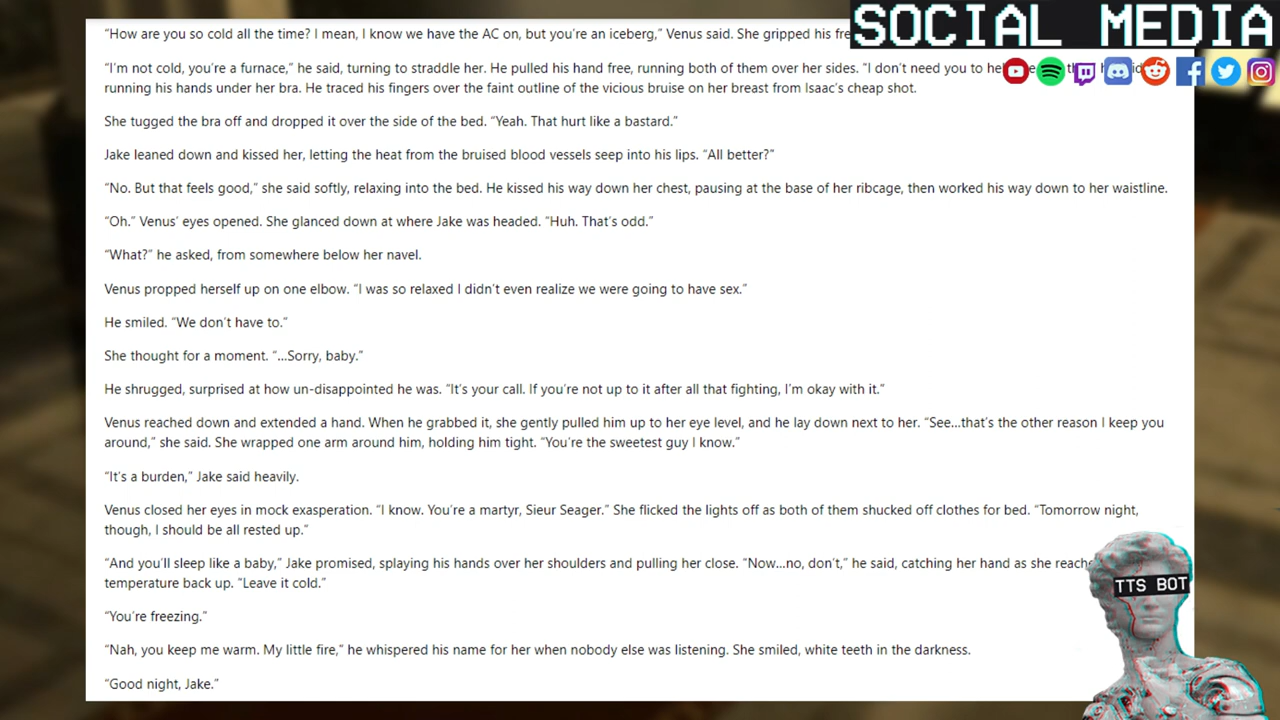 SOCIAL MEDIA
“How are you so cold all the time? I mean, I know we have the AC on, but you’re an iceberg,” Venus said. She gripped his
“I’m not cold, you’re a furnace,” he said, turning to straddle her. He pulled his hand free, running both of them over her sides. “I don’t need you to
running his hands under her bra. He traced his fingers over the faint outline of the vicious bruise on her breast from Isaac’s cheap shot.
She tugged the bra off and dropped it over the side of the bed. “Yeah. That hurt like a bastard.”
Jake leaned down and kissed her, letting the heat from the bruised blood vessels seep into his lips. “All better?"
“No. But that feels good,” she said softly, relaxing into the bed. He kissed his way down her chest, pausing at the base of her ribcage, then worked his way down to her waistline.
“Oh.” Venus’ eyes opened. She glanced down at where Jake was headed. “Huh. That’s odd.”
“What?” he asked, from somewhere below her navel.
Venus propped herself up on one elbow. “I was so relaxed I didn’t even realize we were going to have sex.”
He smiled. “We don’t have to.”
She thought for a moment. “…Sorry, baby.”
He shrugged, surprised at how un-disappointed he was. “It’s your call. If you’re not up to it after all that fighting, I’m okay with it.”
Venus reached down and extended a hand. When he grabbed it, she gently pulled him up to her eye level, and he lay down next to her. “See…that’s the other reason I keep you
around,” she said. She wrapped one arm around him, holding him tight. “You’re the sweetest guy I know.”
“It’s a burden,” Jake said heavily.
Venus closed her eyes in mock exasperation. “I know. You’re a martyr, Sieur Seager.” She flicked the lights off as both of them shucked off clothes for bed. “Tomorrow night,
though, I should be all rested up.”
“And you’ll sleep like a baby,” Jake promised, splaying his hands over her shoulders and pulling her close. “Now…no, don’t,” he said, catching her hand as she
temperature back up. “Leave it cold.”
“You’re freezing.”
“Nah, you keep me warm. My little fire,” he whispered his name for her when nobody else was listening. She smiled, white teeth in the darkness.
“Good night, Jake.”
TTS BOT